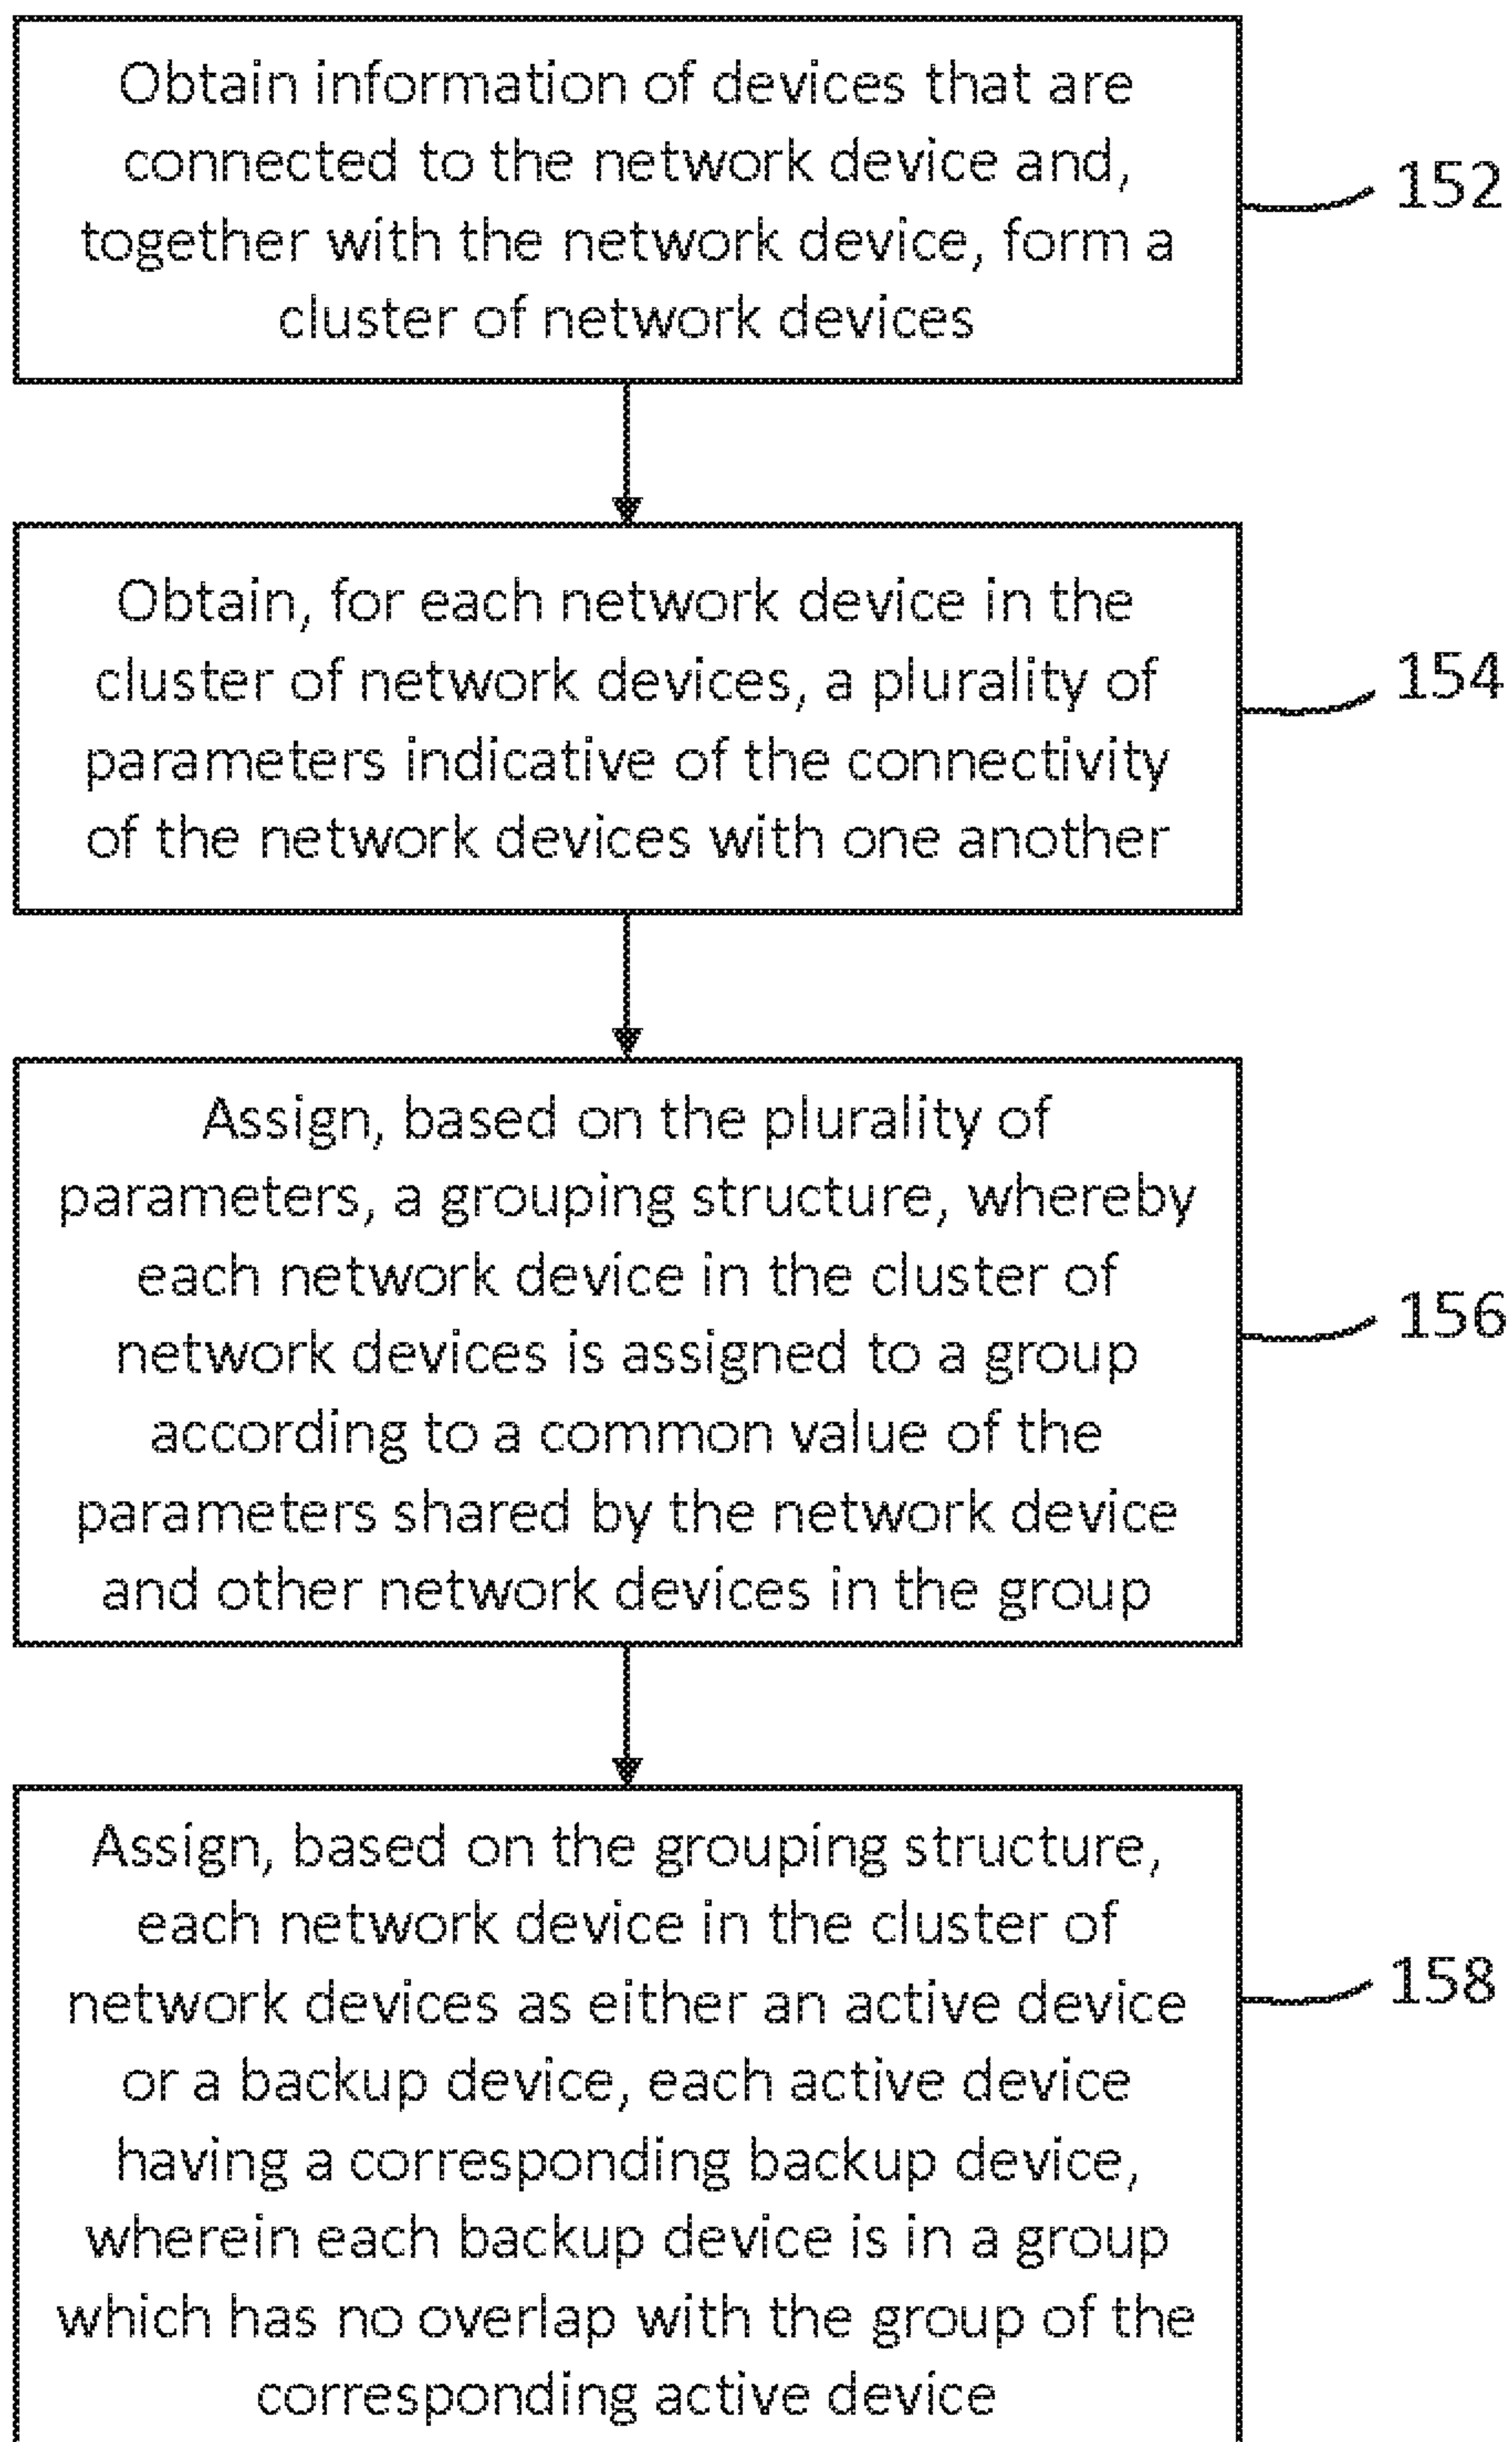 Obtain information of devices that are
connected to the network device and,
together with the network device, form a
cluster of network devices
152
Obtain, for each network device in the
cluster of network devices, a plurality of
parameters indicative of the connectivity
of the network devices with one another
154
Assign, based on the plurality of
parameters, a grouping structure, whereby
each network device in the cluster of
network devices is assigned to a group
according to a common value of the
parameters shared by the network device
and other network devices in the group
156
Assign, based on the grouping structure,
each network device in the cluster of
network devices as either an active device
or a backup device, each active device
having a corresponding backup device,
wherein each backup device is in a group
which has no overlap with the group of the
corresponding active device
158